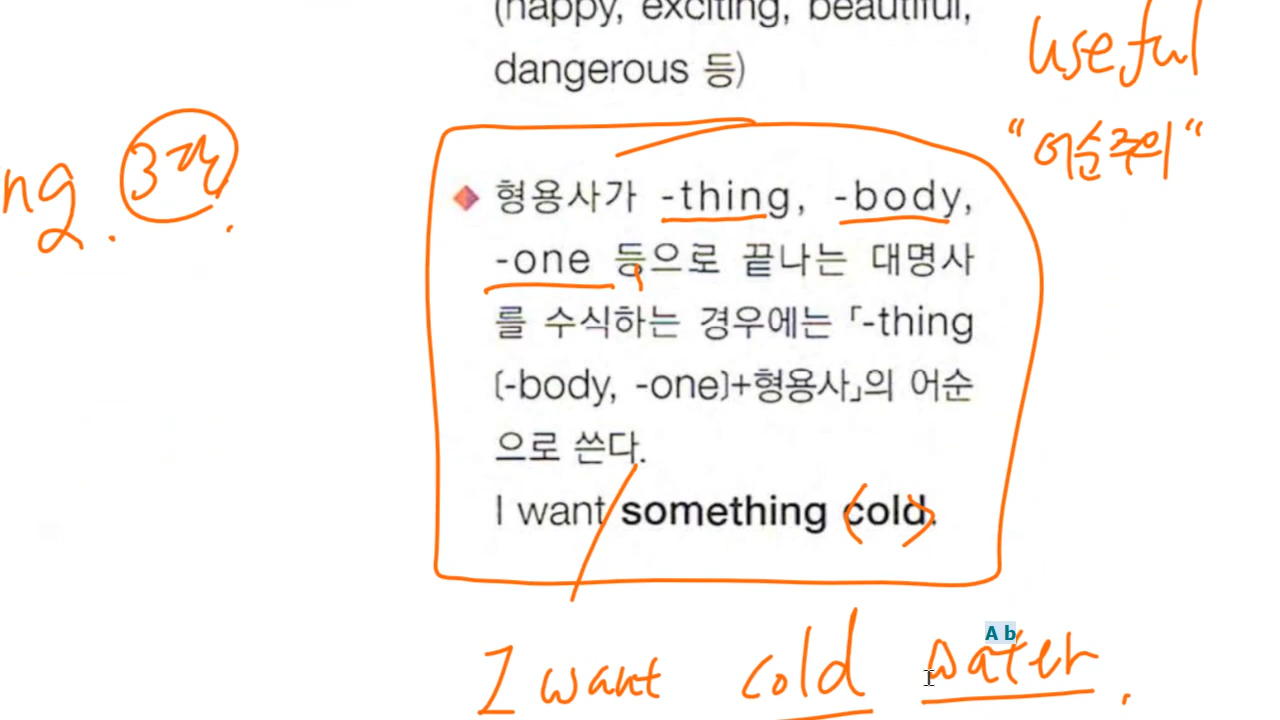 (happy, exciting, beautiful,
dangerous 등)
useful
"어순주의"
ng.
◆ 형용사가 -thing, -body,
-one 등으로 끝나는 대명사
를 수식하는 경우에는 「-thing
(-body, -one)+형용사」의 어순
으로 쓴다.
I want something cold.
A b
I want cold water.